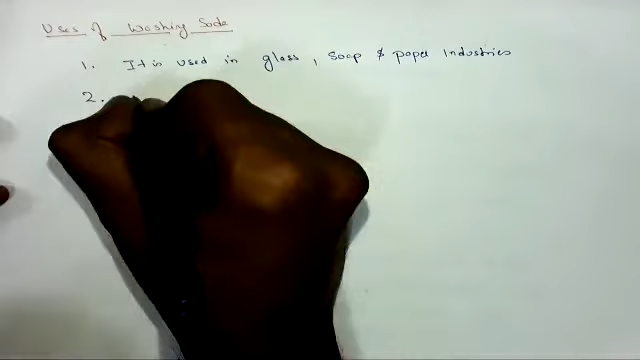 Uses of Washing Soda
1. It is used in glass, soap & paper Industries
2.